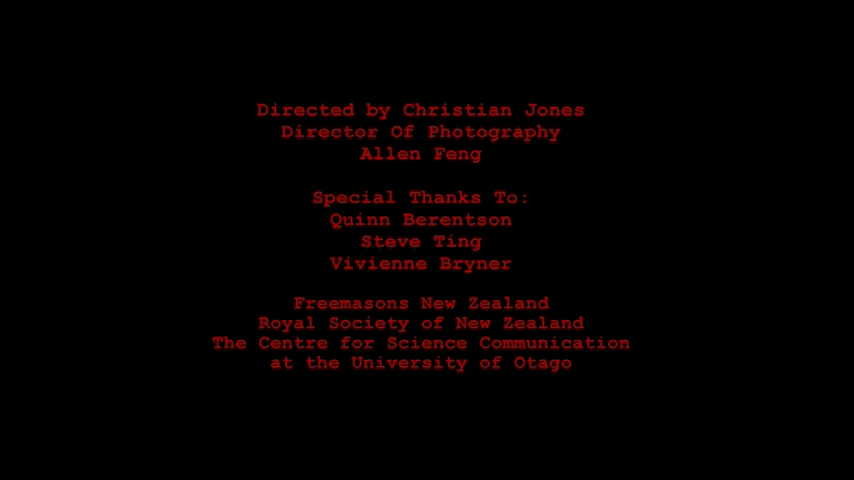 Directed by Christian Jones
Director Of Photography
Allen Feng
Special Thanks To:
Quinn Berentson
Steve Ting
Vivienne Bryner
Freemasons New Zealand
Royal Society of New Zealand
The Centre for Science Communication
at the University of Otago